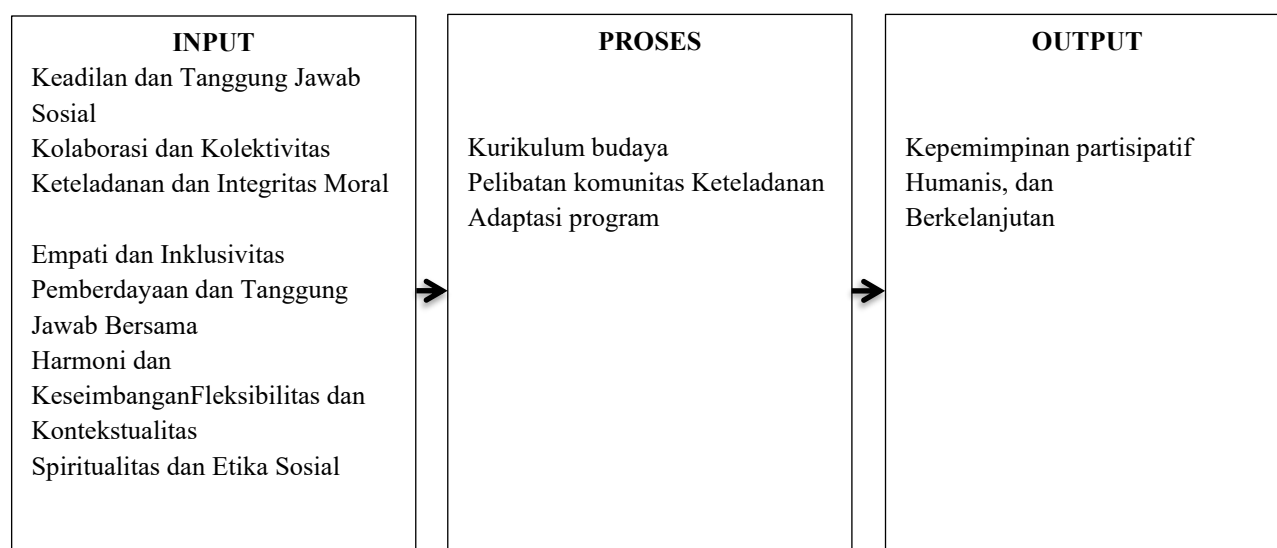 INPUT
Keadilan dan Tanggung Jawab
Sosial
Kolaborasi dan Kolektivitas
Keteladanan dan Integritas Moral
Empati dan Inklusivitas
Pemberdayaan dan Tanggung
Jawab Bersama
Harmoni dan
KeseimbanganFleksibilitas dan
Kontekstualitas
Spiritualitas dan Etika Sosial
PROSES
Kurikulum budaya
Pelibatan komunitas Keteladanan
Adaptasi program
OUTPUT
Kepemimpinan partisipatif
Humanis, dan
Berkelanjutan